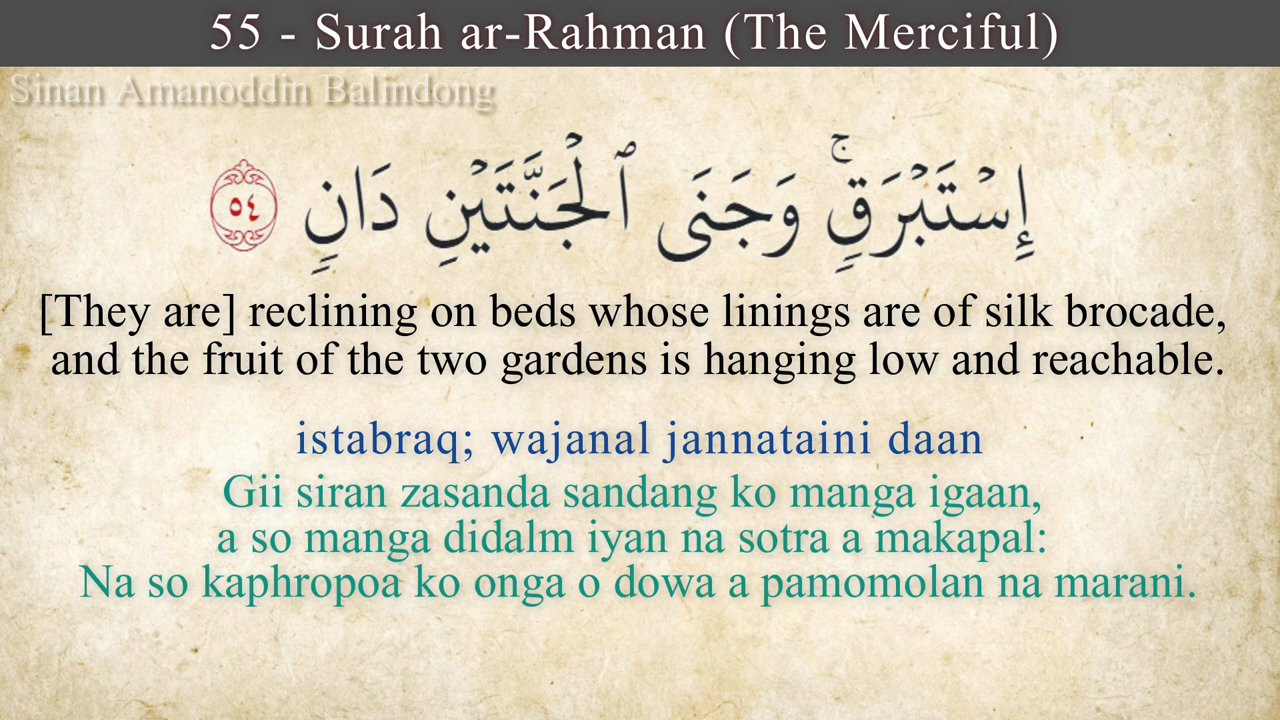 55 - Surah ar-Rahman (The Merciful)
Sinan Amanoddin Balindong
إِسْتَبْرَقٍ ۚ وَجَنَى ٱلْجَنَّتَيْنِ دَانٍ ٥٤
[They are] reclining on beds whose linings are of silk brocade,
and the fruit of the two gardens is hanging low and reachable.
istabraq; wajanal jannataini daan
Gii siran zasanda sandang ko manga igaan,
a so manga didalm iyan na sotra a makapal:
Na so kaphropoa ko onga o dowa a pamomolan na marani.